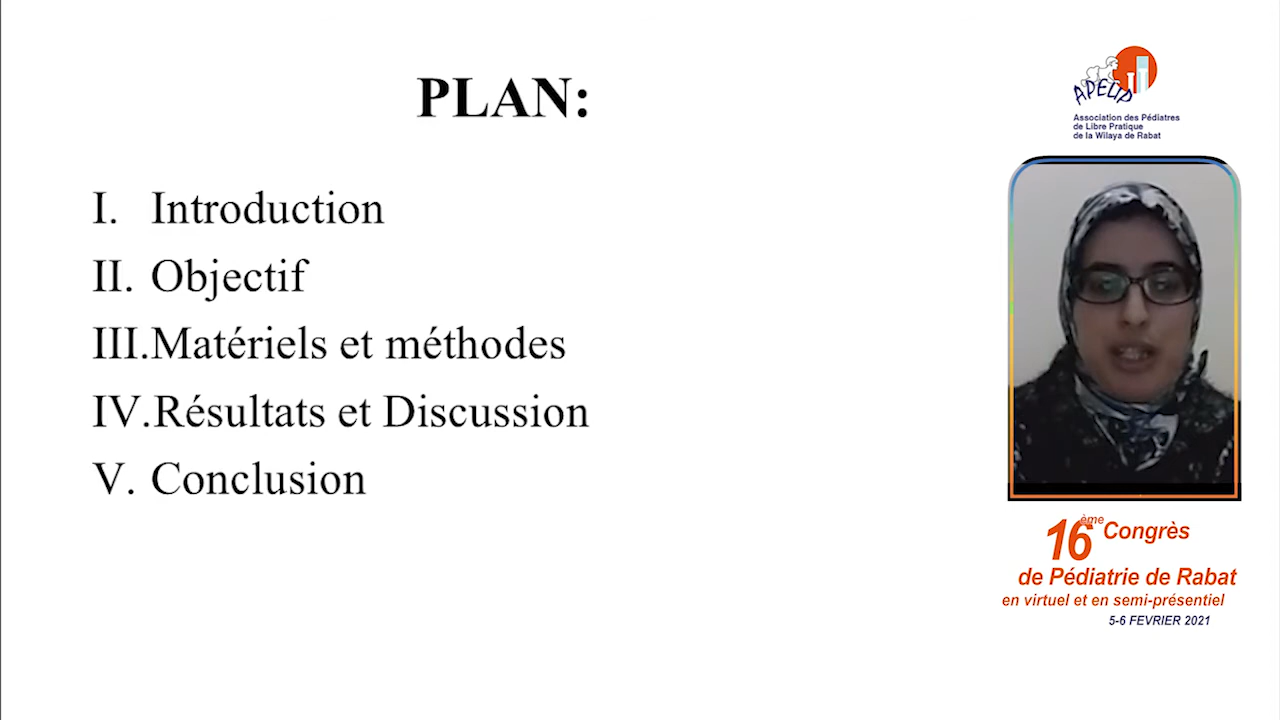 PLAN:
I. Introduction
II. Objectif
III.Matériels et méthodes
IV.Résultats et Discussion
V. Conclusion
APELIP
Association des Pédiatres
de Libre Pratique
de la Wilaya de Rabat
16ème Congrès
de Pédiatrie de Rabat
en virtuel et en semi-présentiel
5-6 FEVRIER 2021